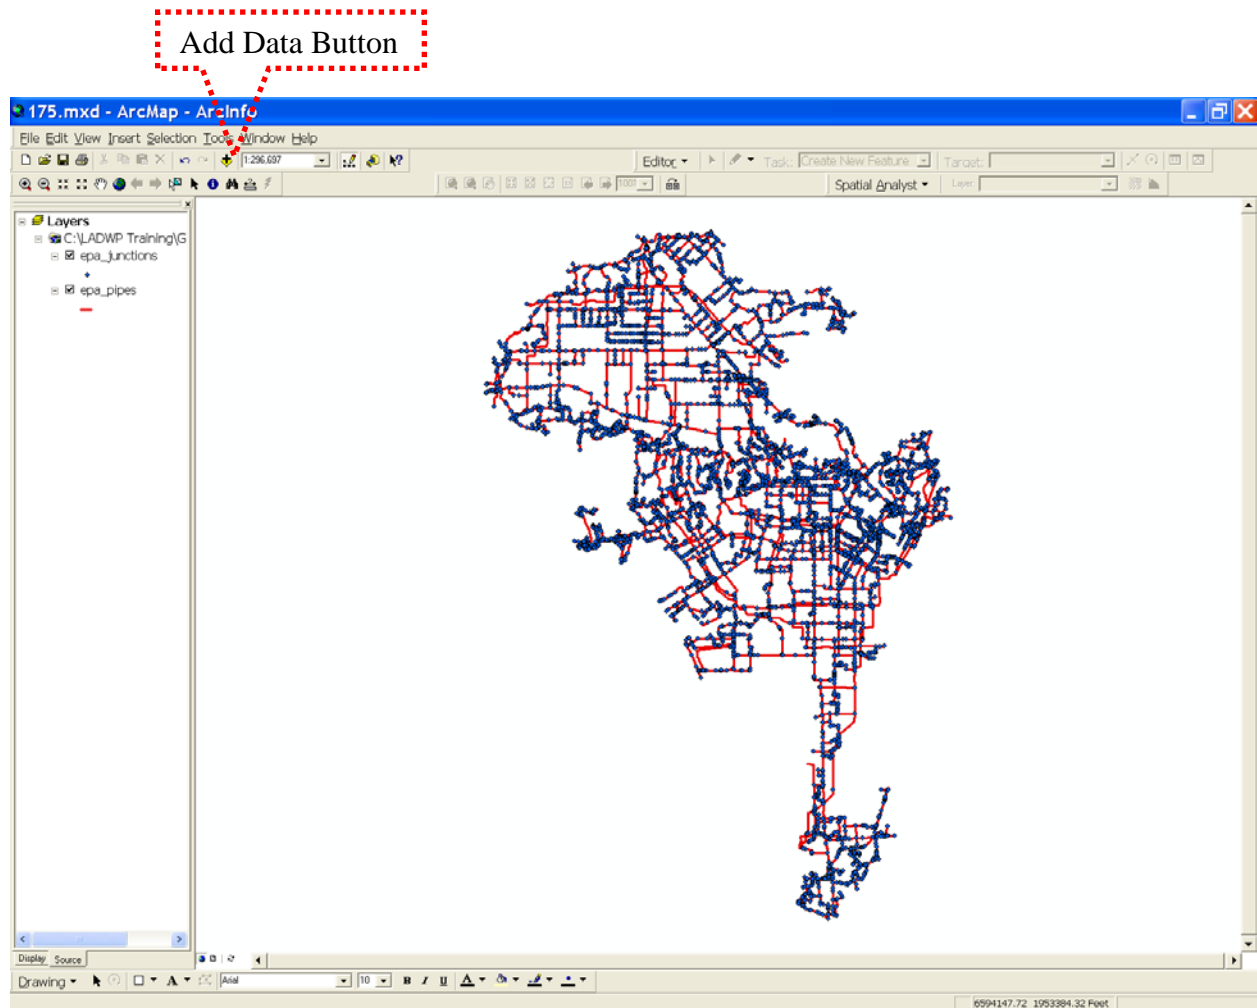 Add Data Button
175.mxd - ArcMap - ArcInfo
File Edit View Insert Selection Tools Window Help
1:296,697
Editor Task: Create New Feature Target:
1001
Spatial Analyst Layer:
Layers
C:\LADWP Training\G
epa_junctions
epa_pipes
Display Source
Drawing A Arial 10 B I U A
6594147.72 1953384.32 Feet